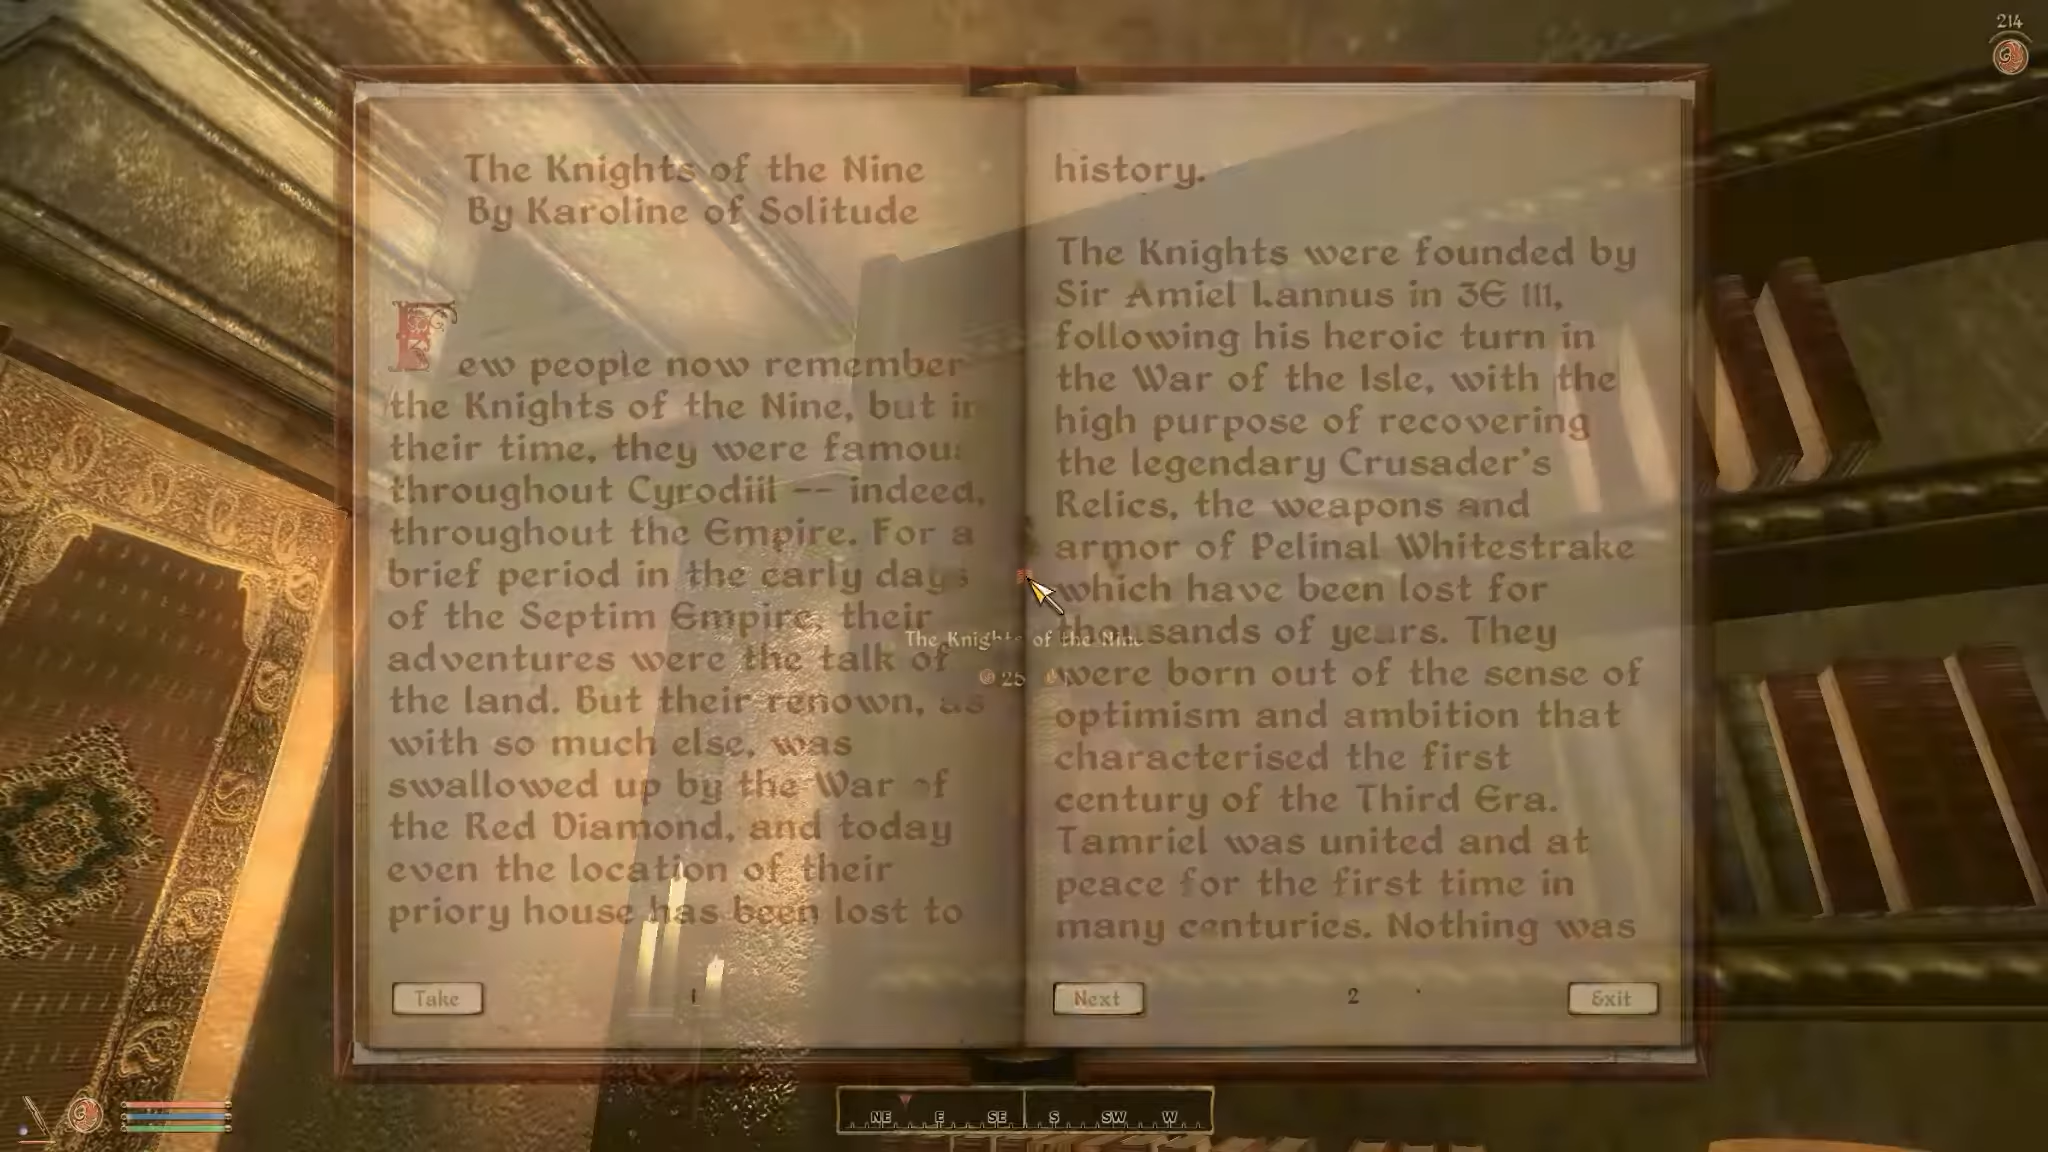 214
The Knights of the Nine
By Karoline of Solitude
Few people now remember
the Knights of the Nine, but in
their time, they were famous
throughout Cyrodiil -- indeed,
throughout the Empire. For a
brief period in the early days
of the Septim Empire, their
adventures were the talk of
the land. But their renown, as
with so much else, was
swallowed up by the War of
the Red Diamond, and today
even the location of their
priory house has been lost to
Take
1
history.
The Knights were founded by
Sir Amiel Lannus in 3E 111,
following his heroic turn in
the War of the Isle, with the
high purpose of recovering
the legendary Crusader's
Relics, the weapons and
armor of Pelinal Whitestrake
which have been lost for
thousands of years. They
were born out of the sense of
optimism and ambition that
characterised the first
century of the Third Era.
Tamriel was united and at
peace for the first time in
many centuries. Nothing was
Next
2
Exit
The Knights of the Nine
25
NE E SE S SW W